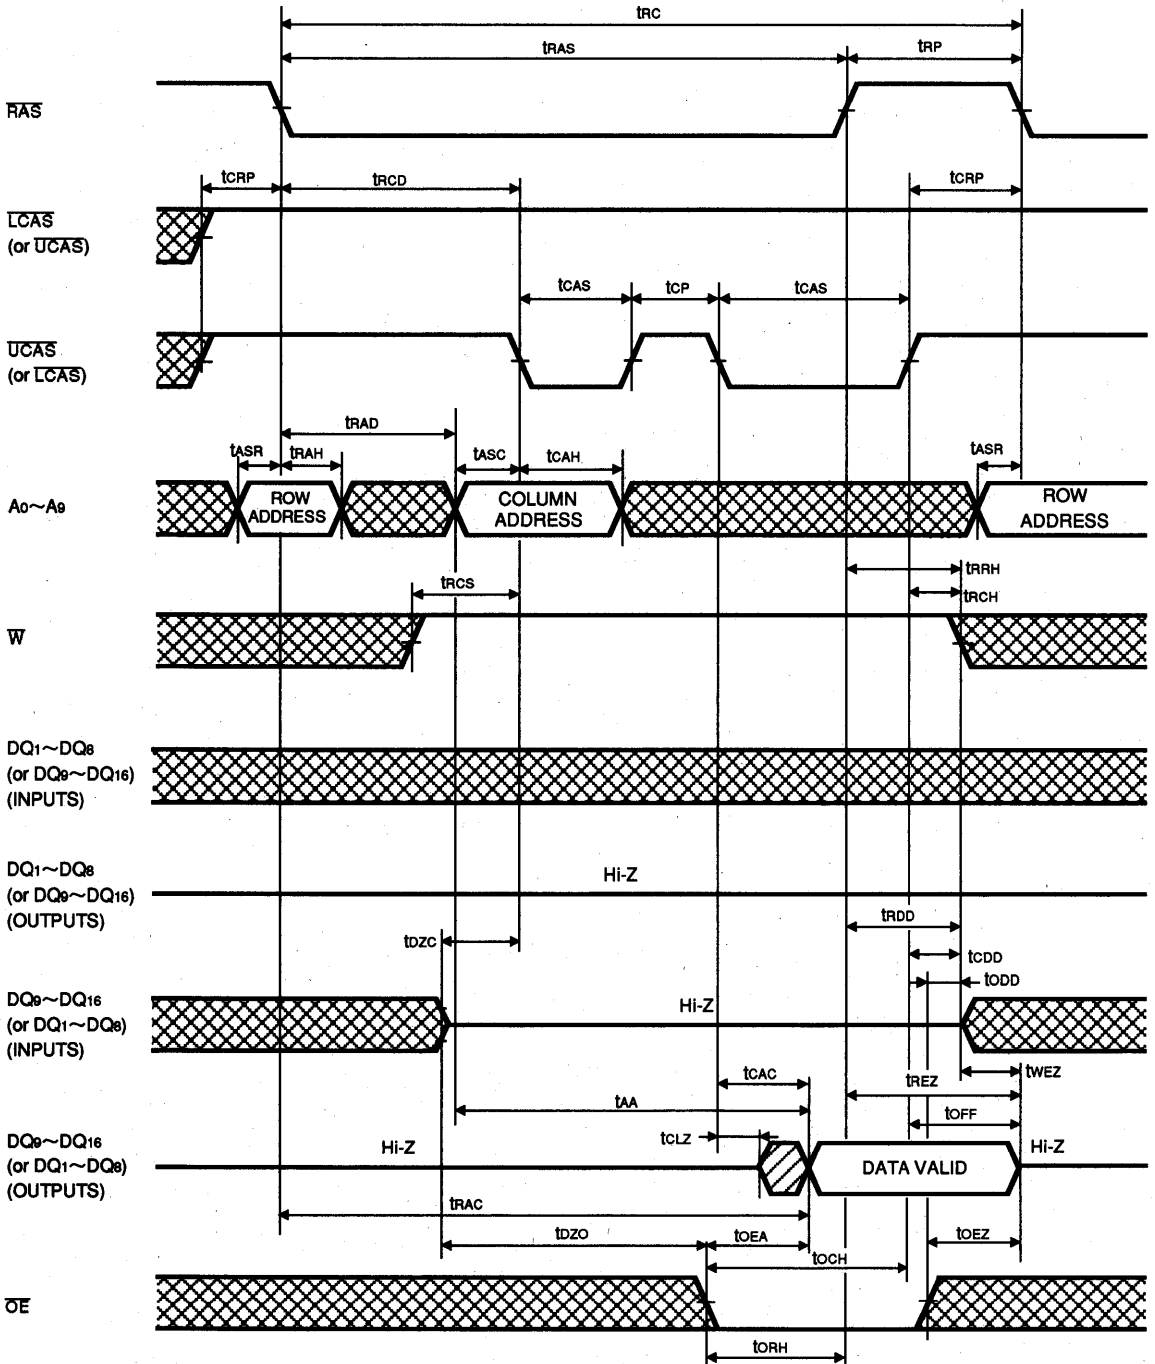 tRC
tRAS
tRP
RAS
tCRP
tRCD
tCRP
LCAS
(or UCAS)
tCAS
tCP
tCAS
UCAS
(or LCAS)
tRAD
tASR
tRAH
tASC
tCAH
tASR
A0～A9
ROW
ADDRESS
COLUMN
ADDRESS
ROW
ADDRESS
tRRH
tRCS
tRCH
W
DQ1～DQ8
(or DQ9～DQ16)
(INPUTS)
DQ1～DQ8
(or DQ9～DQ16)
(OUTPUTS)
Hi-Z
tRDD
tDZC
tCDD
tODD
DQ9～DQ16
(or DQ1～DQ8)
(INPUTS)
Hi-Z
tCAC
tWEZ
tREZ
tAA
tOFF
tCLZ
DQ9～DQ16
(or DQ1～DQ8)
(OUTPUTS)
Hi-Z
DATA VALID
Hi-Z
tRAC
tDZO
tOEA
tOEZ
tOCH
OE
tORH